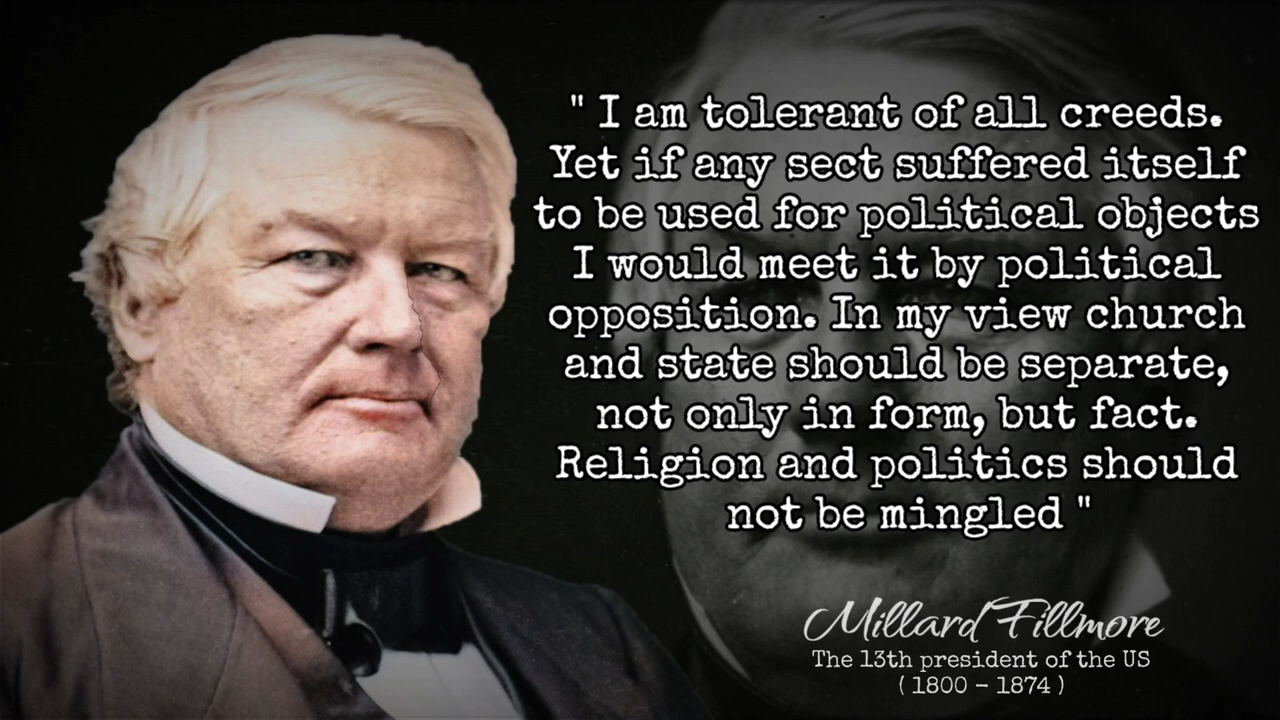 " I am tolerant of all creeds.
Yet if any sect suffered itself
to be used for political objects
I would meet it by political
opposition. In my view church
and state should be separate,
not only in form, but fact.
Religion and politics should
not be mingled "
Millard Fillmore
The 13th president of the US
( 1800 - 1874 )